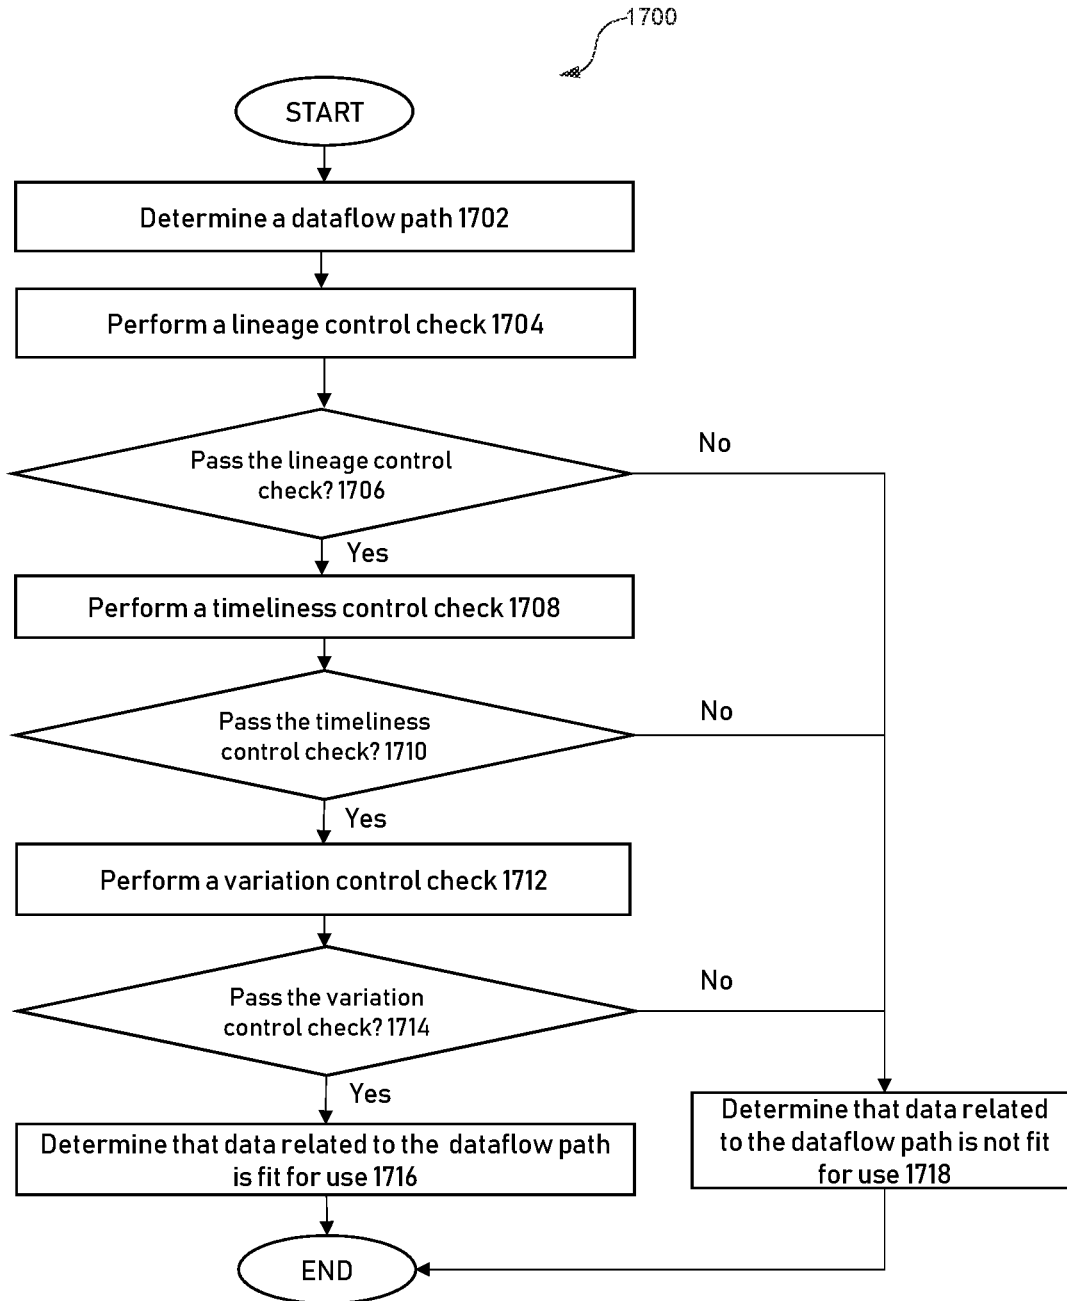 1700
START
Determine a dataflow path 1702
Perform a lineage control check 1704
Pass the lineage control
check? 1706
No
Yes
Perform a timeliness control check 1708
Pass the timeliness
control check? 1710
No
Yes
Perform a variation control check 1712
Pass the variation
control check? 1714
No
Yes
Determine that data related to the dataflow path
is fit for use 1716
Determine that data related
to the dataflow path is not fit
for use 1718
END